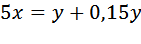 5x = y + 0,15y